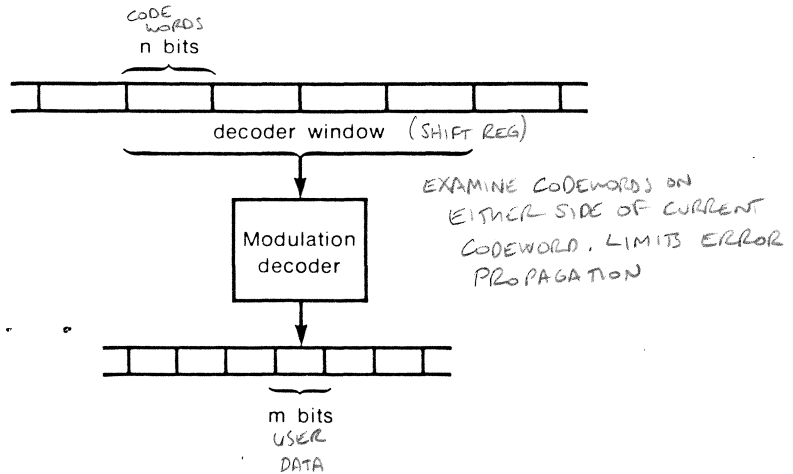 CODE
WORDS
n bits
decoder window (SHIFT REG)
EXAMINE CODEWORDS ON
EITHER SIDE OF CURRENT
CODEWORD. LIMITS ERROR
PROPAGATION
Modulation
decoder
m bits
USER
DATA